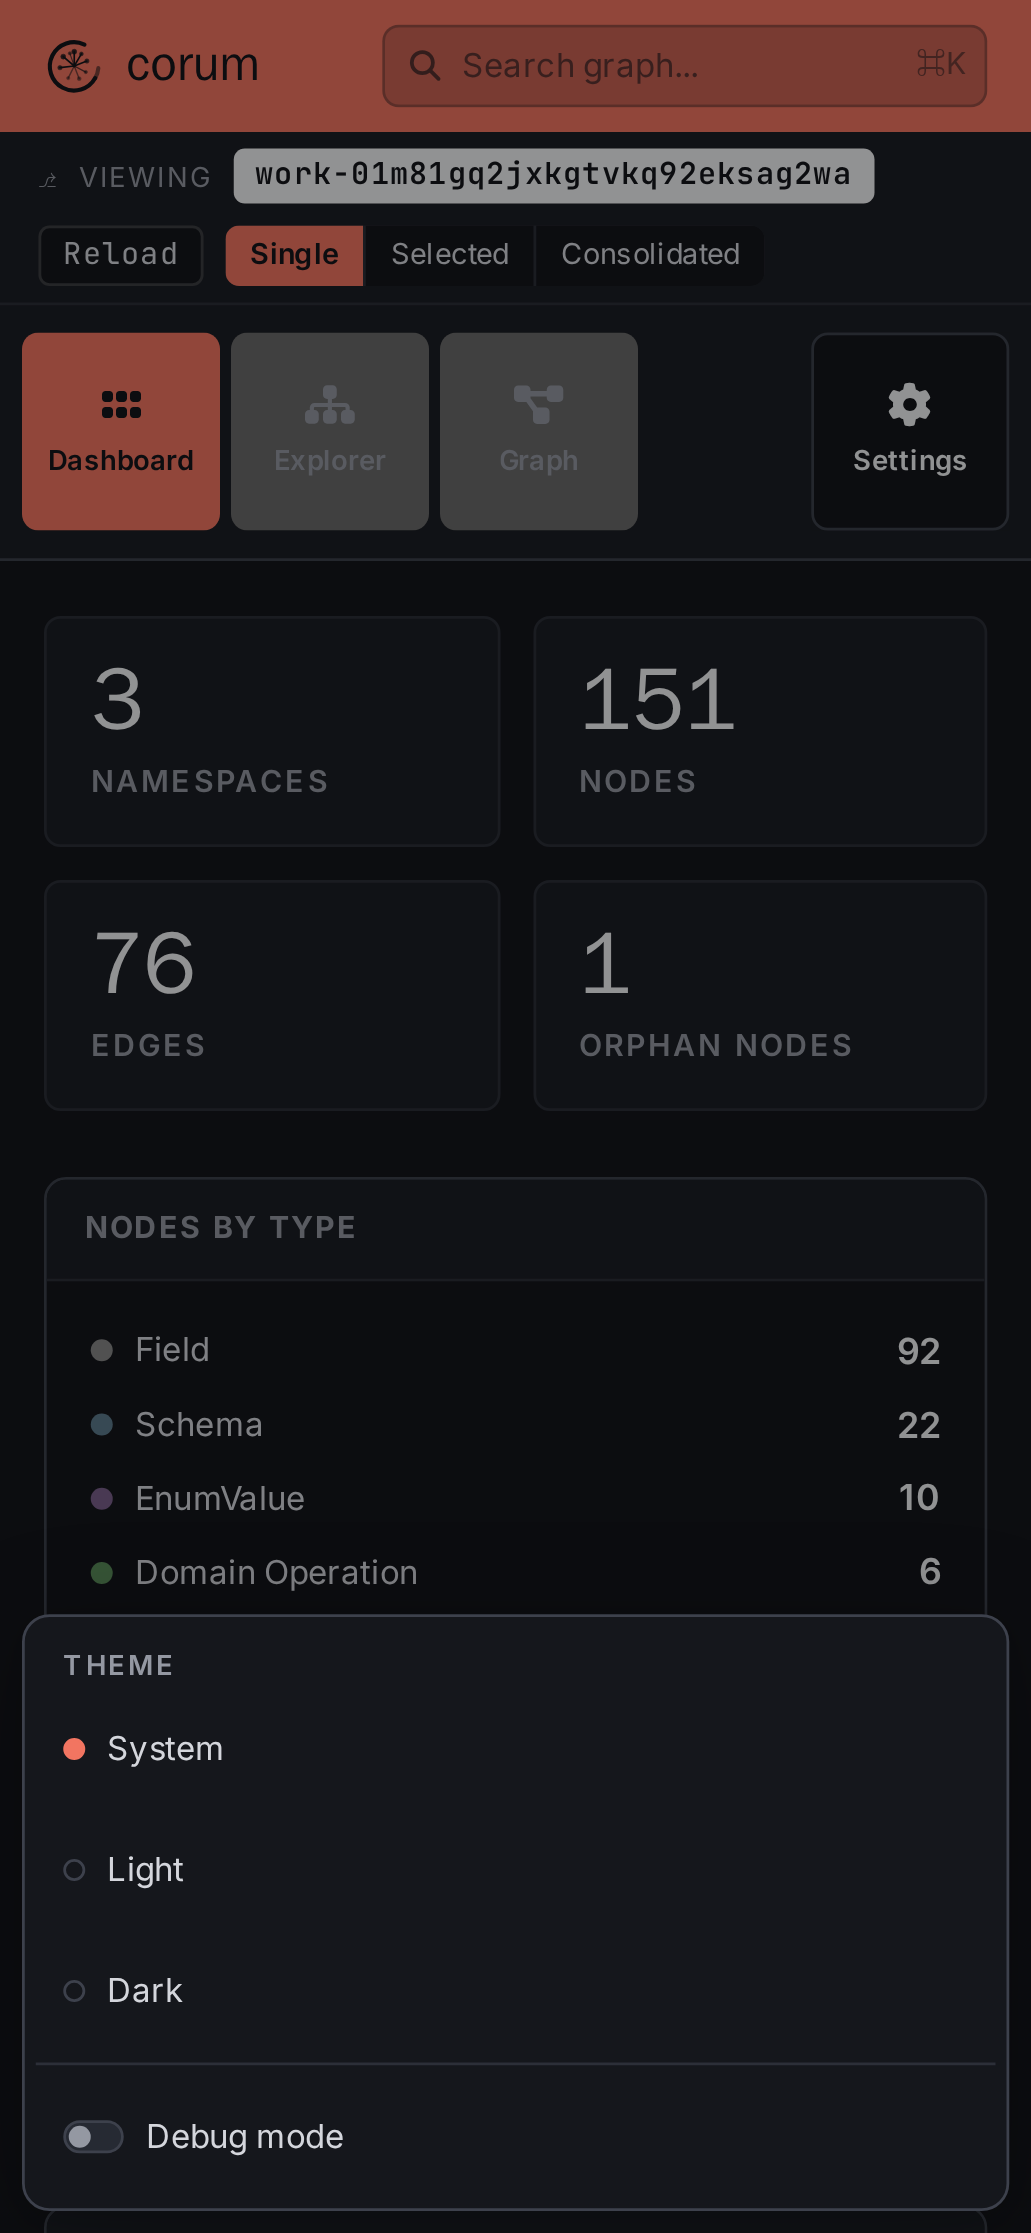 corum
Search graph...
⌘K
VIEWING
work-01m81gq2jxkgtvkq92eksag2wa
Reload
Single
Selected
Consolidated
Dashboard
Explorer
Graph
Settings
3
NAMESPACES
151
NODES
76
EDGES
1
ORPHAN NODES
NODES BY TYPE
Field 92
Schema 22
EnumValue 10
Domain Operation 6
THEME
System
Light
Dark
Debug mode